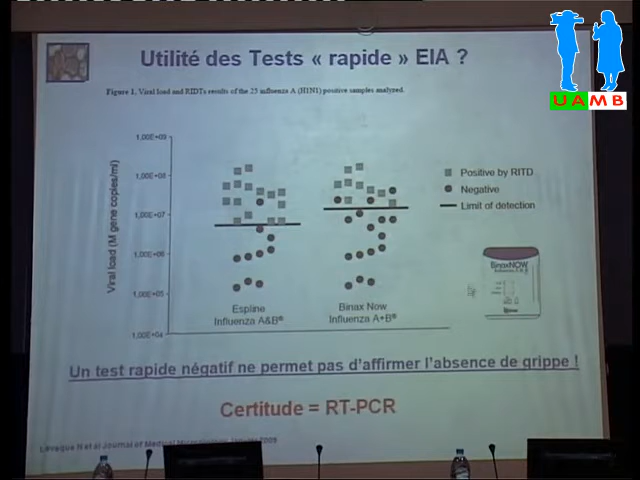 Utilité des Tests « rapide » EIA ?
UAMB
Figure 1. Viral load and RIDTs results of the 25 influenza A (H1N1) positive samples analyzed.
Viral load (M gene copies/ml)
1,00E+09
1,00E+08
1,00E+07
1,00E+06
1,00E+05
1,00E+04
Positive by RITD
Negative
Limit of detection
Espline
Influenza A&B®
Binax Now
Influenza A+B®
BinaxNOW
Un test rapide négatif ne permet pas d'affirmer l'absence de grippe !
Certitude = RT-PCR
Journal of Medical